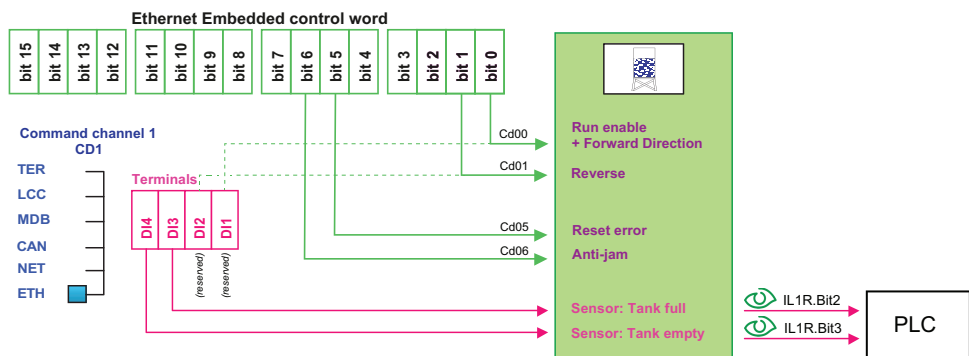 Ethernet Embedded control word
bit 15
bit 14
bit 13
bit 12
bit 11
bit 10
bit 9
bit 8
bit 7
bit 6
bit 5
bit 4
bit 3
bit 2
bit 1
bit 0
Command channel 1
CD1
TER
LCC
MDB
CAN
NET
ETH
Terminals
DI4
DI3
DI2
DI1
(reserved)
(reserved)
Cd00
Cd01
Cd05
Cd06
Run enable
+ Forward Direction
Reverse
Reset error
Anti-jam
Sensor: Tank full
Sensor: Tank empty
IL1R.Bit2
IL1R.Bit3
PLC